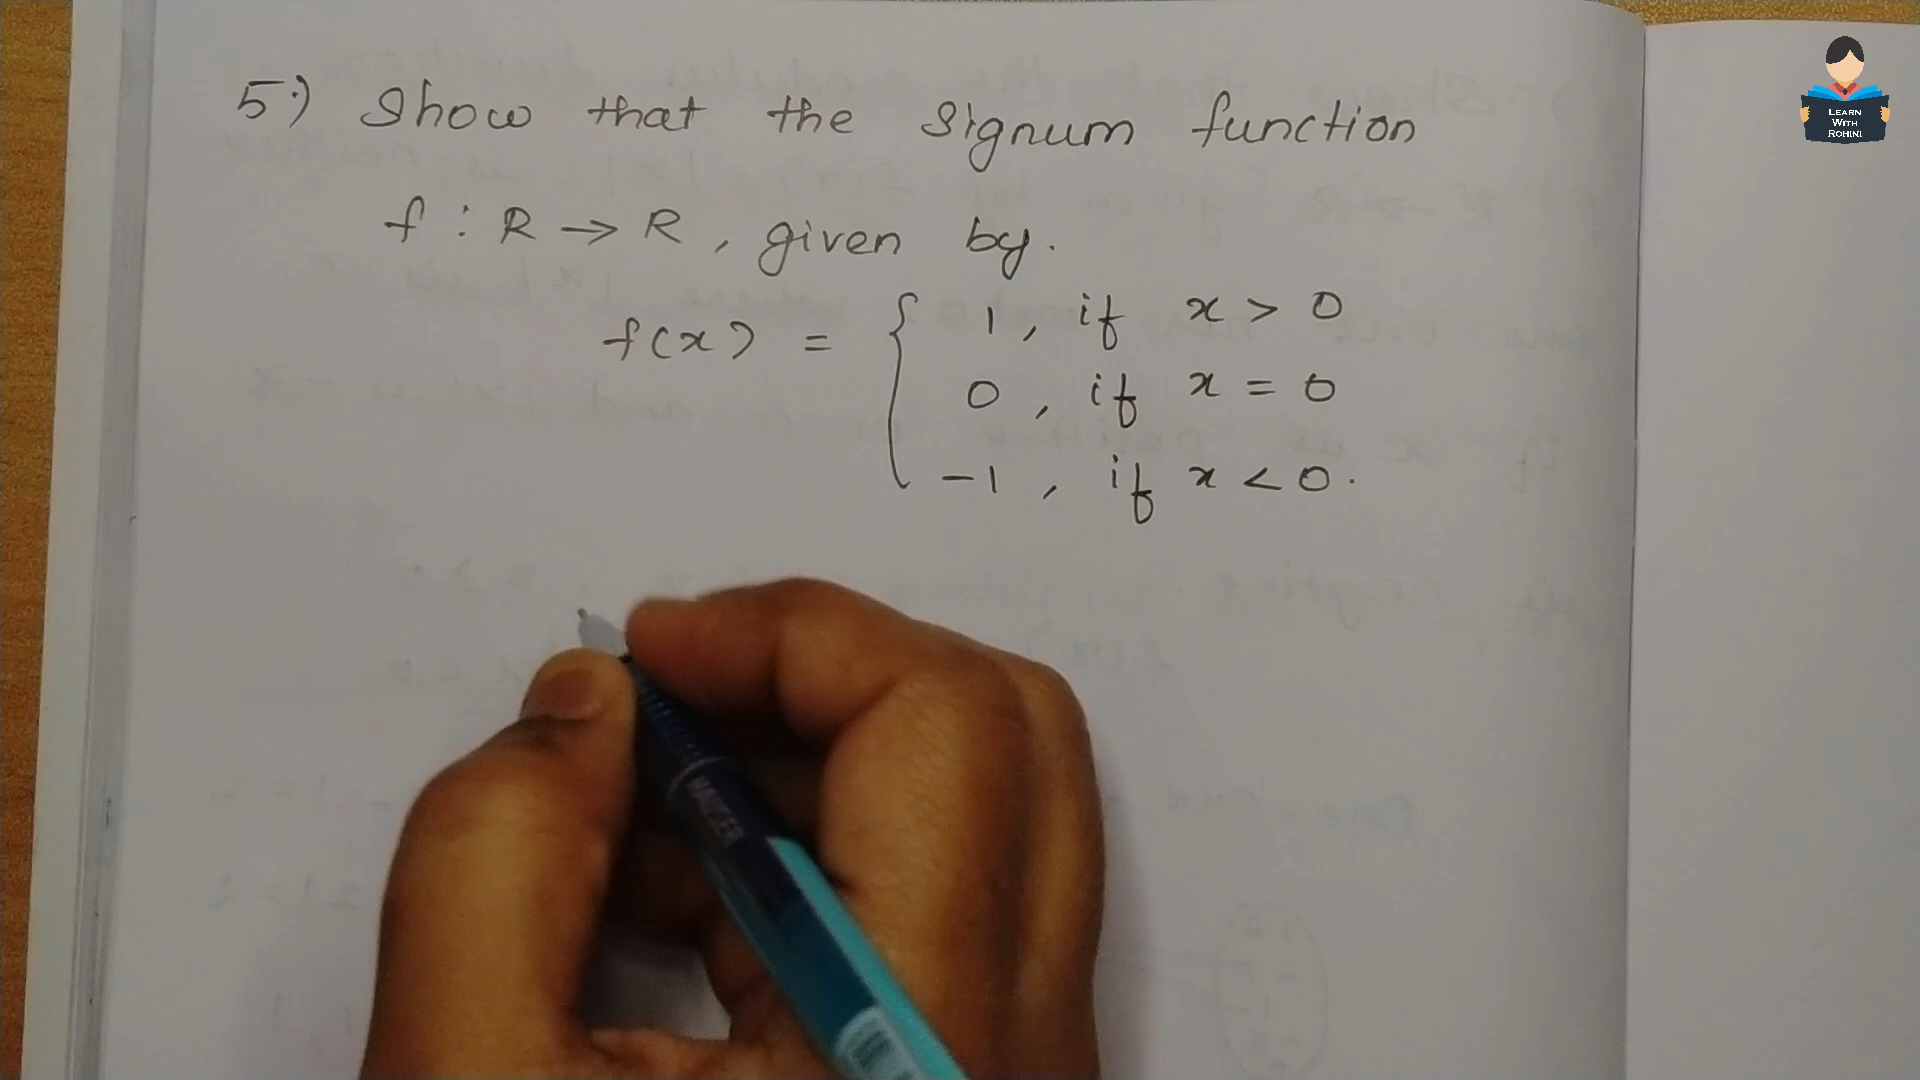 5.) Show that the Signum function
f : R → R, given by.
f(x) = { 1, if x > 0
0, if x = 0
-1, if x < 0.
LEARN
WITH
ROHINI
HAUSER